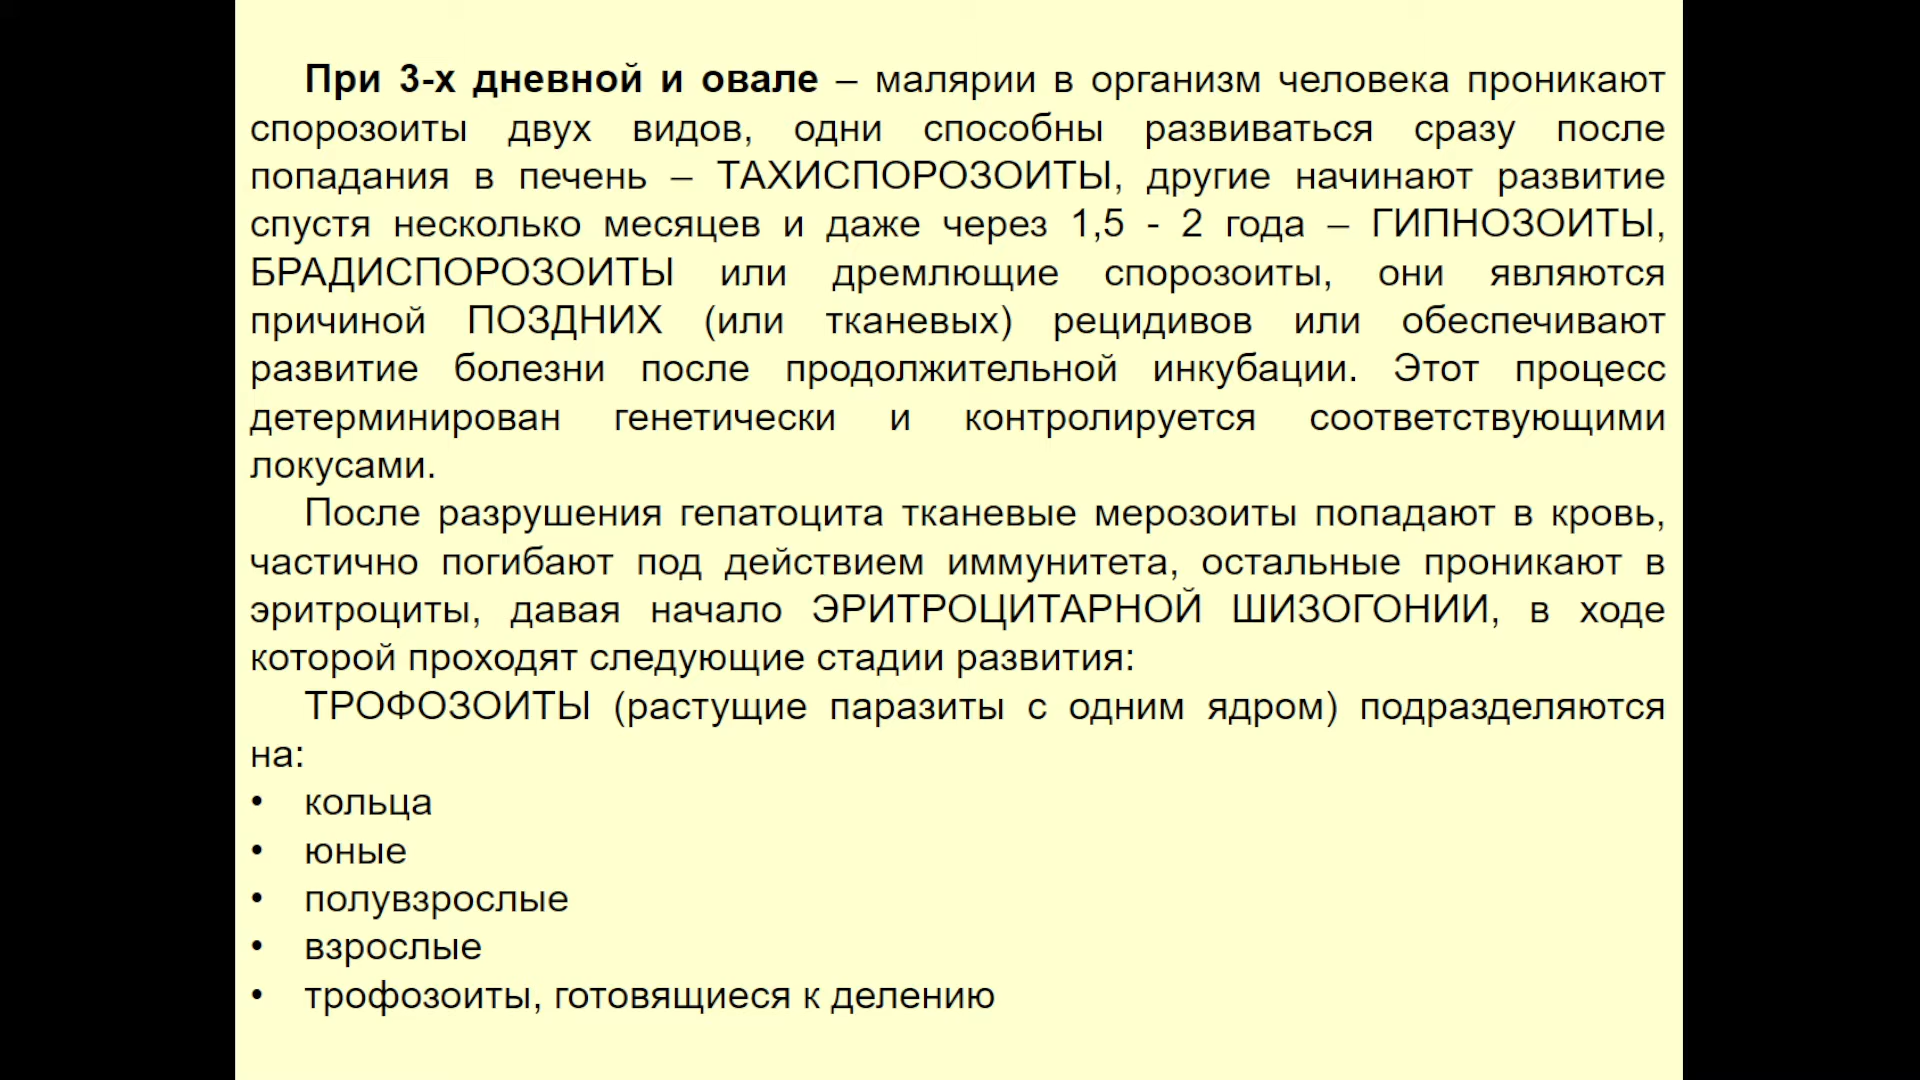 При 3-х дневной и овале – малярии в организм человека проникают
спорозоиты двух видов, одни способны развиваться сразу после
попадания в печень – ТАХИСПОРОЗОИТЫ, другие начинают развитие
спустя несколько месяцев и даже через 1,5 - 2 года – ГИПНОЗОИТЫ,
БРАДИСПОРОЗОИТЫ или дремлющие спорозоиты, они являются
причиной ПОЗДНИХ (или тканевых) рецидивов или обеспечивают
развитие болезни после продолжительной инкубации. Этот процесс
детерминирован генетически и контролируется соответствующими
локусами.
После разрушения гепатоцита тканевые мерозоиты попадают в кровь,
частично погибают под действием иммунитета, остальные проникают в
эритроциты, давая начало ЭРИТРОЦИТАРНОЙ ШИЗОГОНИИ, в ходе
которой проходят следующие стадии развития:
ТРОФОЗОИТЫ (растущие паразиты с одним ядром) подразделяются
на:
• кольца
• юные
• полувзрослые
• взрослые
• трофозоиты, готовящиеся к делению